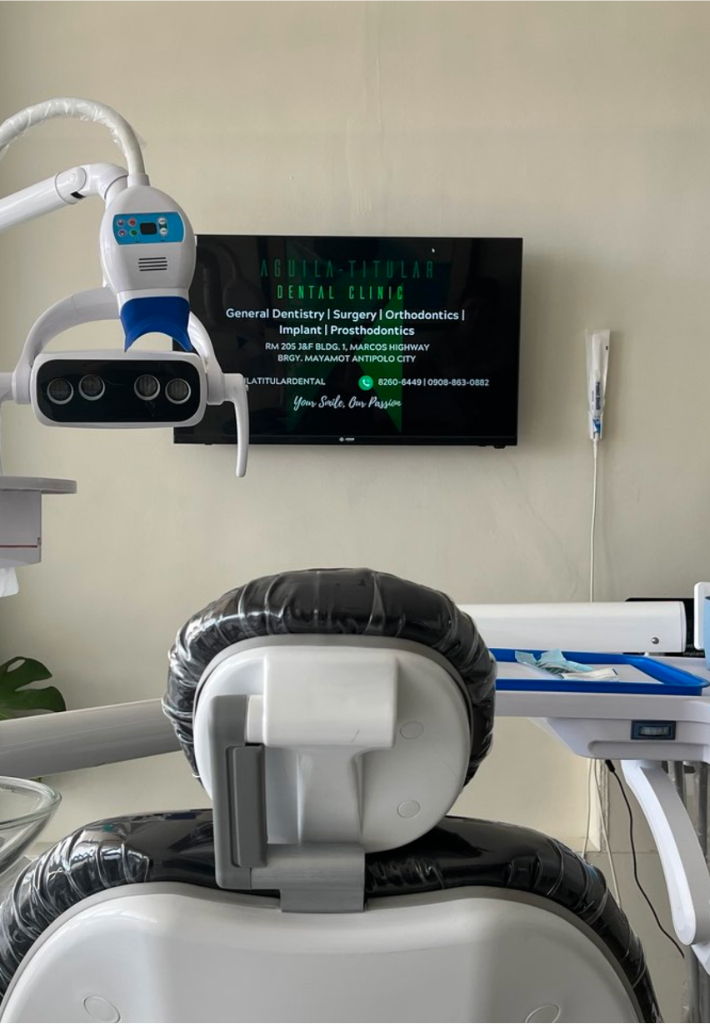 AGUILA-TITULAR
DENTAL CLINIC
General Dentistry | Surgery | Orthodontics |
Implant | Prosthodontics
RM 205 J&F BLDG. 1, MARCOS HIGHWAY
BRGY. MAYAMOT ANTIPOLO CITY
LATITULARDENTAL 8260-6449 | 0908-863-0882
Your Smile, Our Passion